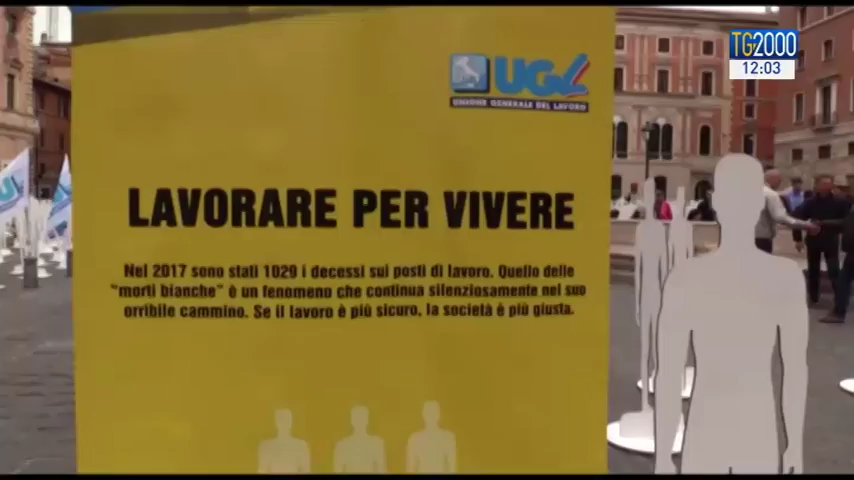 TG2000
12:03
UGL
UNIONE GENERALE DEL LAVORO
LAVORARE PER VIVERE
Nel 2017 sono stati 1029 i decessi sui posti di lavoro. Quello delle
"morti bianche" è un fenomeno che continua silenziosamente nel suo
orribile cammino. Se il lavoro è più sicuro, la società è più giusta.